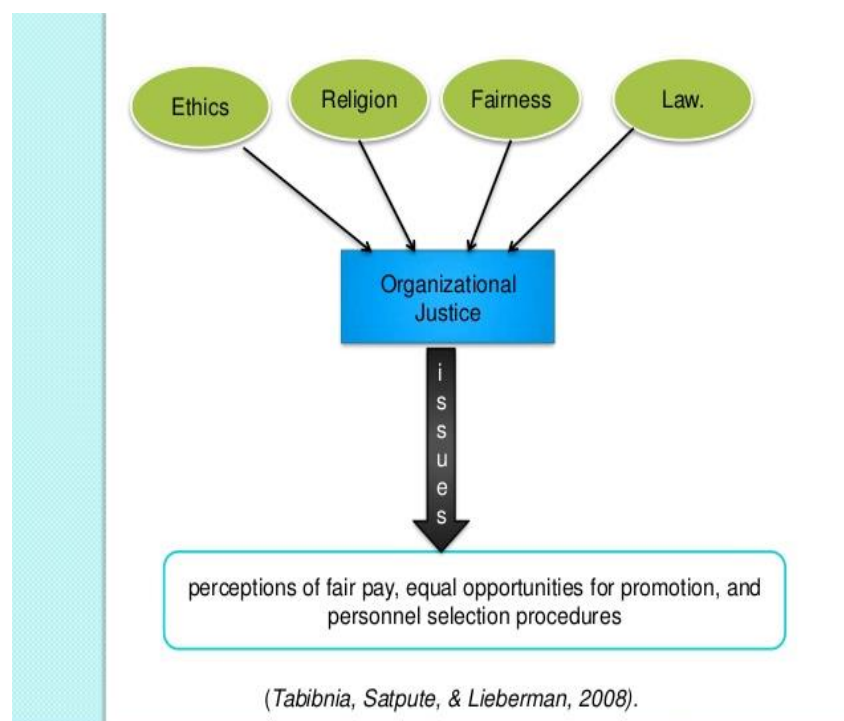 Ethics
Religion
Fairness
Law.
Organizational
Justice
issues
perceptions of fair pay, equal opportunities for promotion, and
personnel selection procedures
(Tabibnia, Satpute, & Lieberman, 2008).